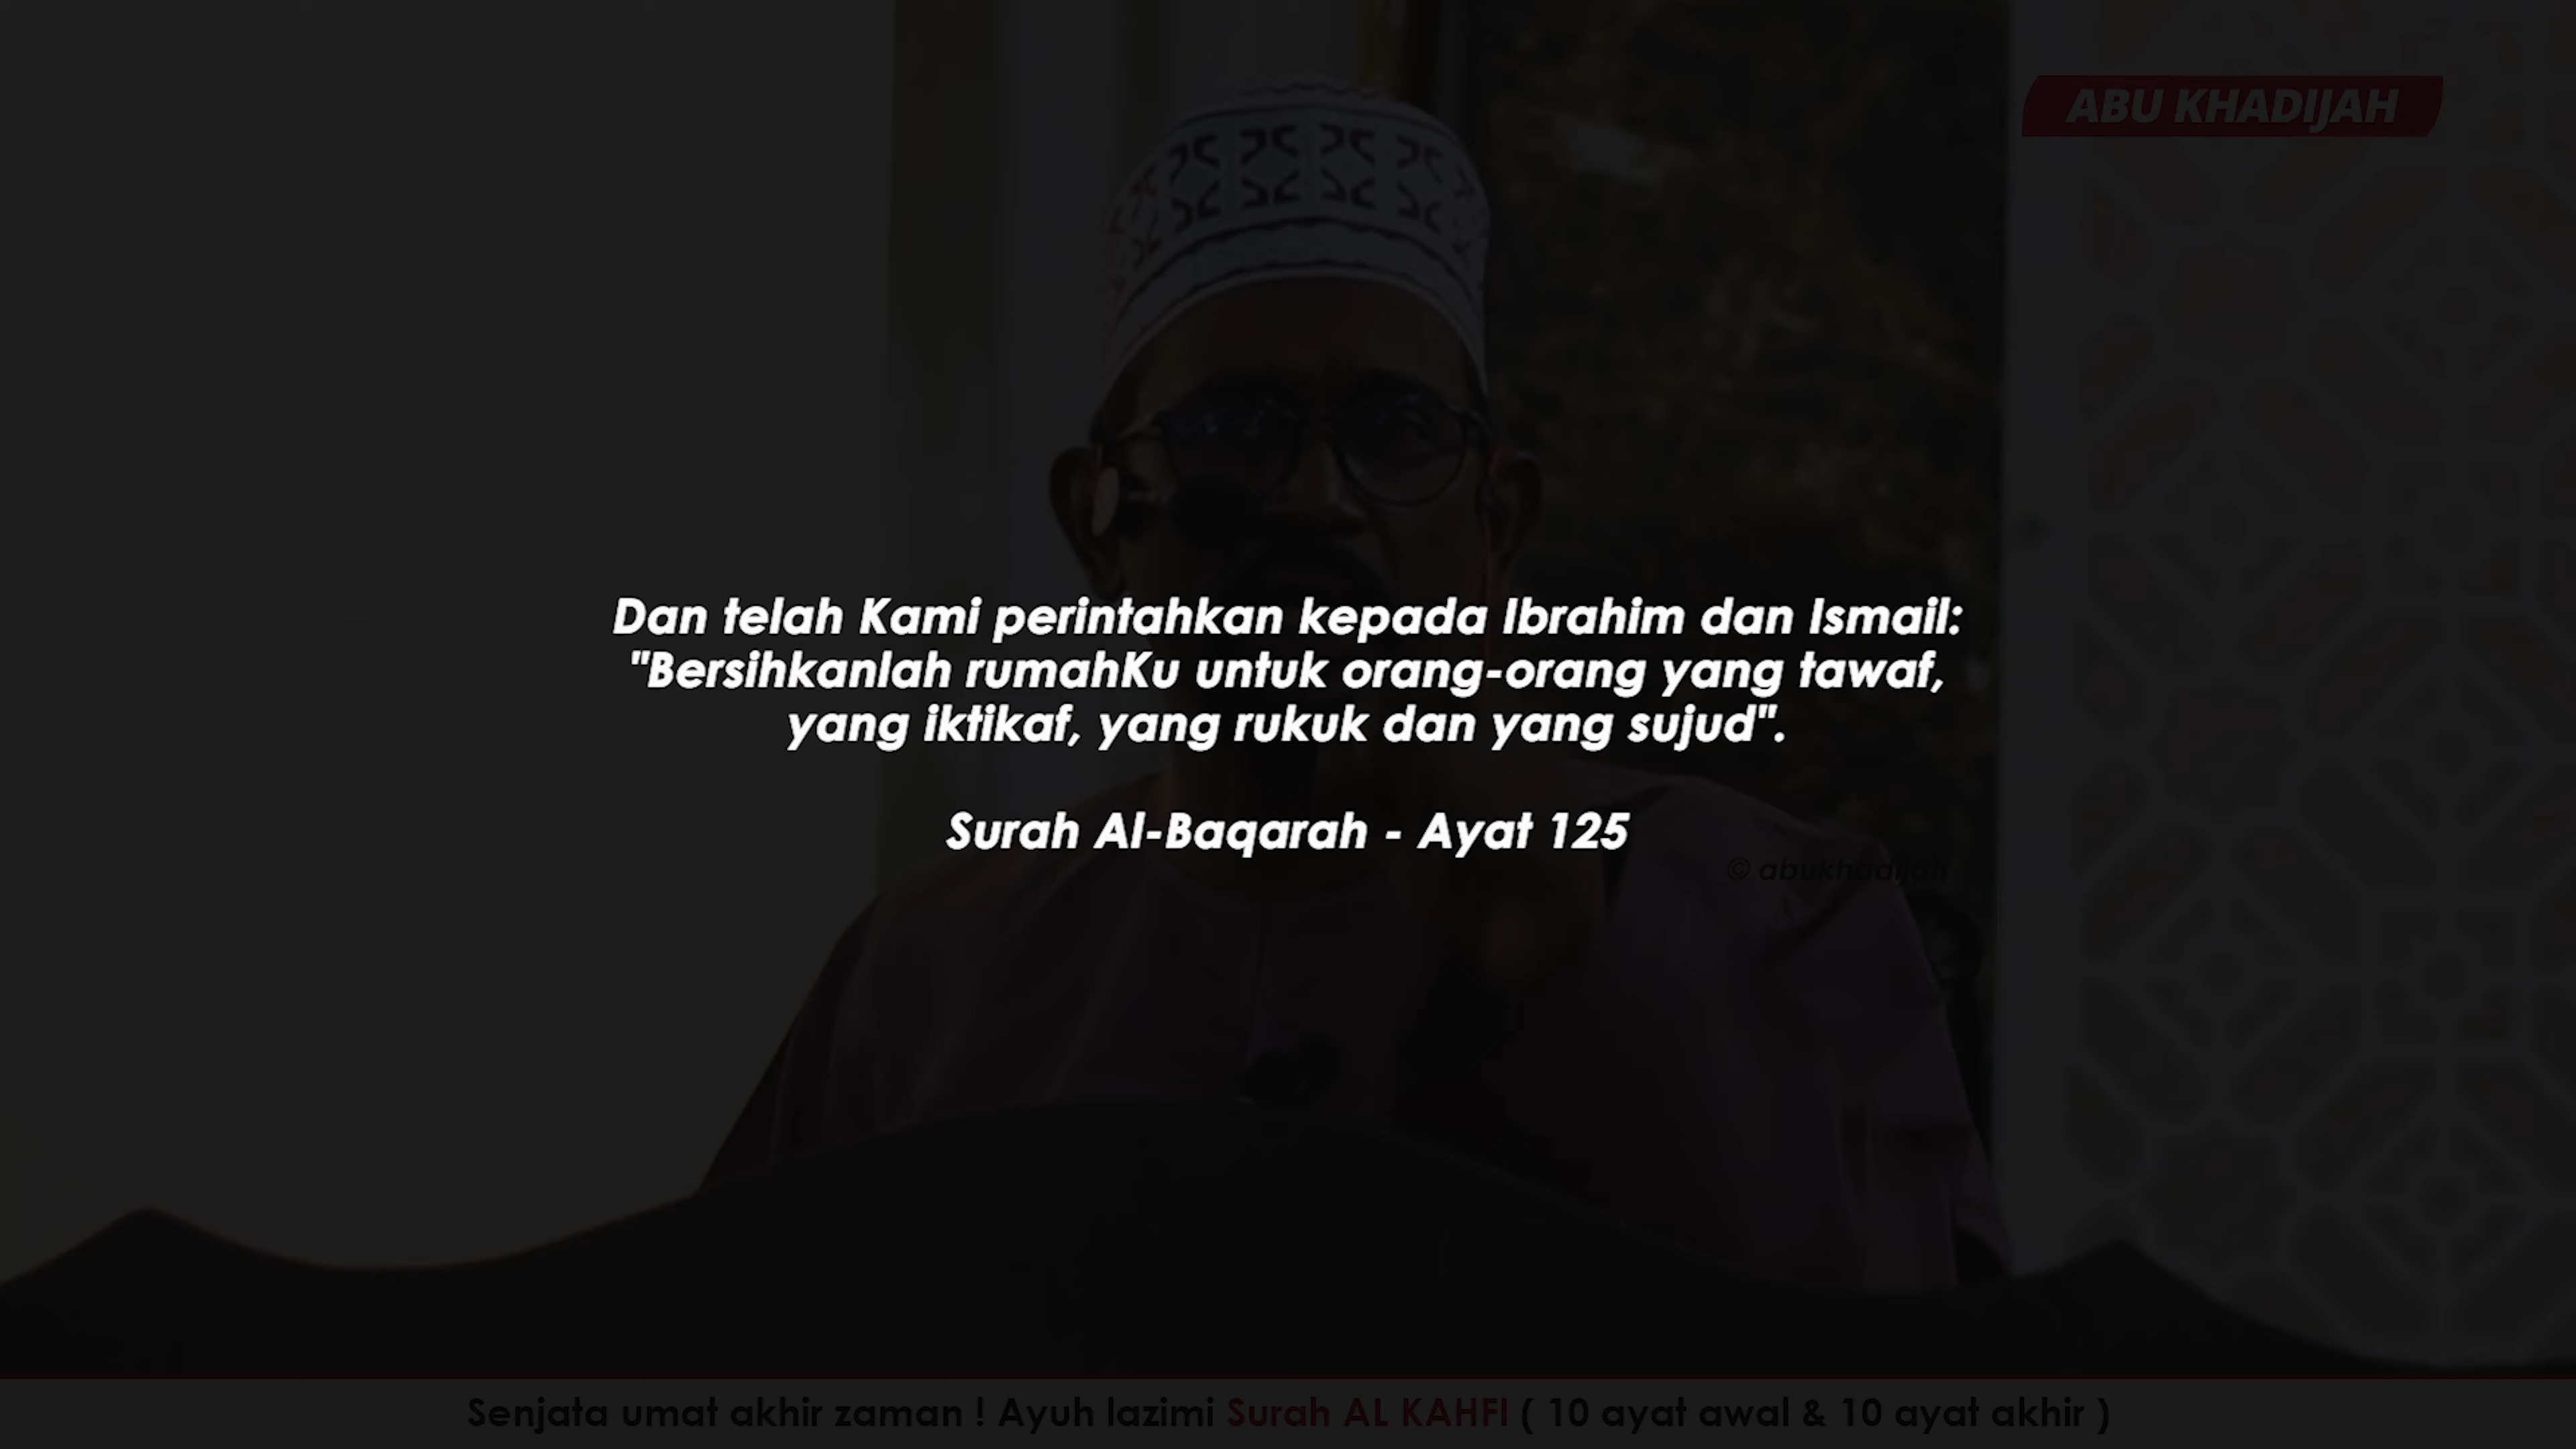 ABU KHADIJAH
Dan telah Kami perintahkan kepada Ibrahim dan Ismail:
"Bersihkanlah rumahKu untuk orang-orang yang tawaf,
yang iktikaf, yang rukuk dan yang sujud".
Surah Al-Baqarah - Ayat 125
© abukhadijah
Senjata umat akhir zaman ! Ayuh lazimi Surah AL KAHFI ( 10 ayat awal & 10 ayat akhir )